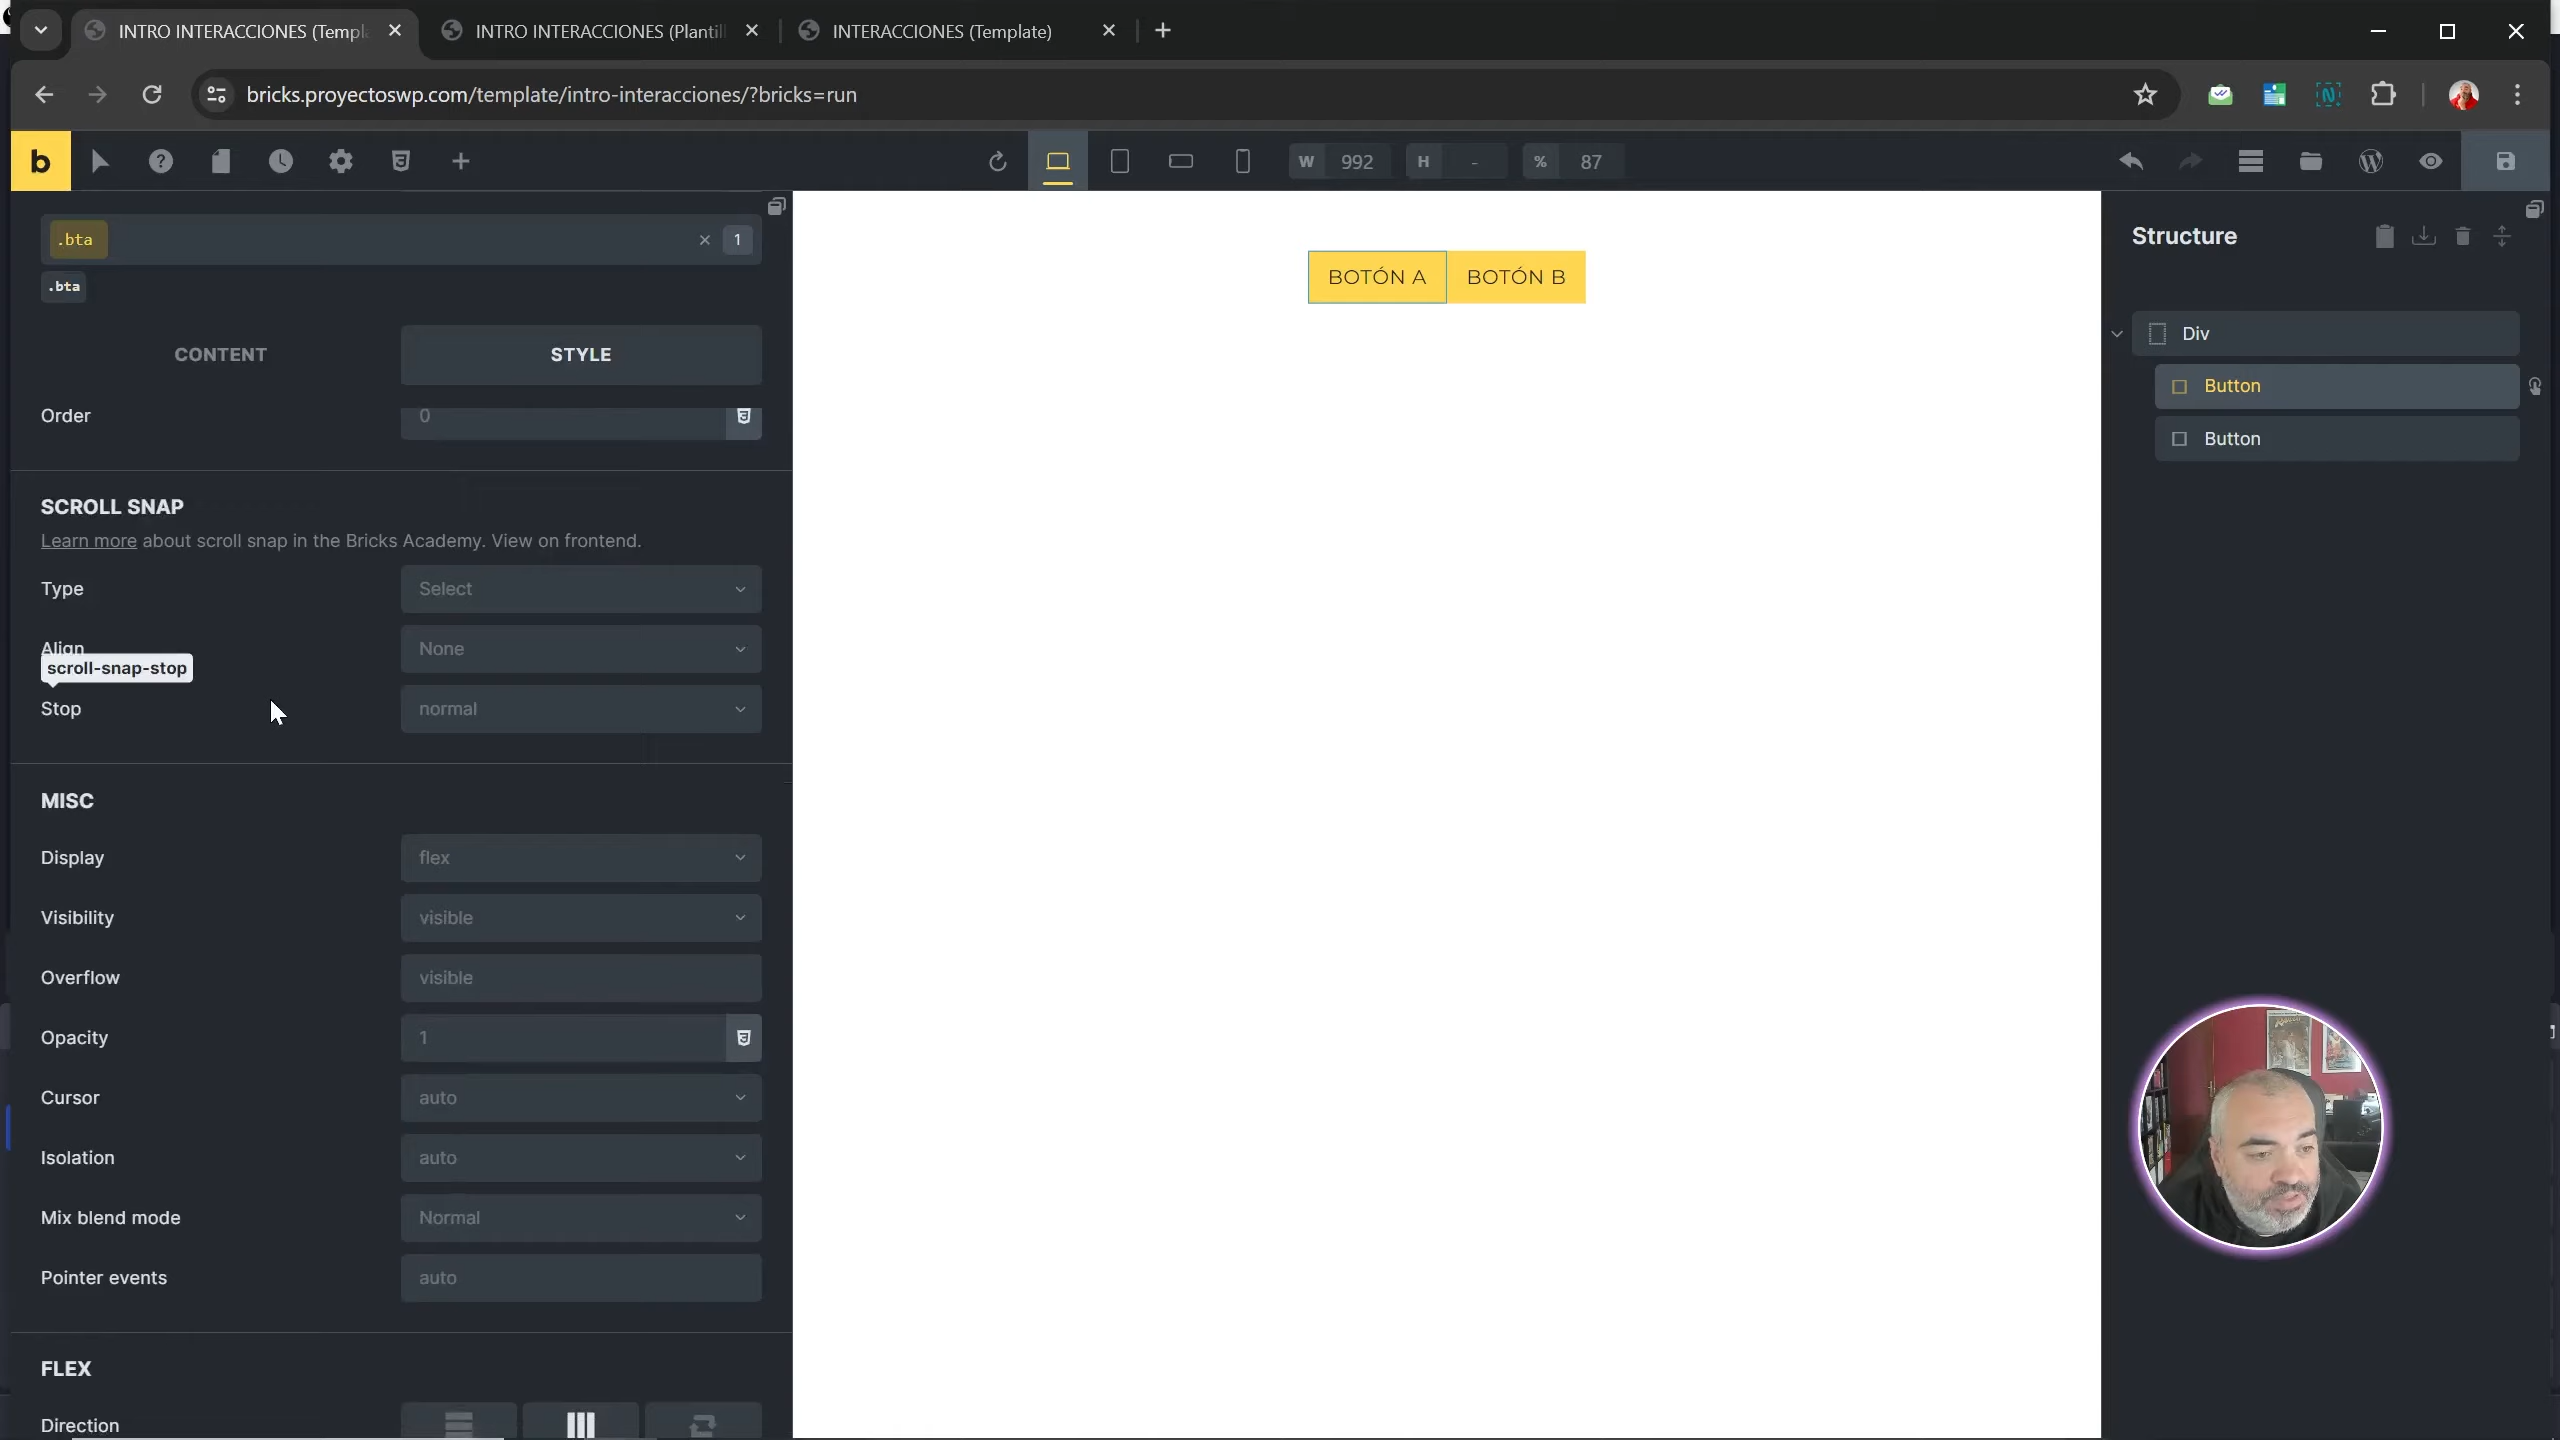 INTRO INTERACCIONES (Templ
INTRO INTERACCIONES (Plantil
INTERACCIONES (Template)
bricks.proyectoswp.com/template/intro-interacciones/?bricks=run
b
W 992
H -
% 87
.bta
1
.bta
CONTENT
STYLE
Order
0
SCROLL SNAP
Learn more about scroll snap in the Bricks Academy. View on frontend.
Type
Select
Align
None
scroll-snap-stop
Stop
normal
MISC
Display
flex
Visibility
visible
Overflow
visible
Opacity
1
Cursor
auto
Isolation
auto
Mix blend mode
Normal
Pointer events
auto
FLEX
Direction
BOTÓN A
BOTÓN B
Structure
Div
Button
Button